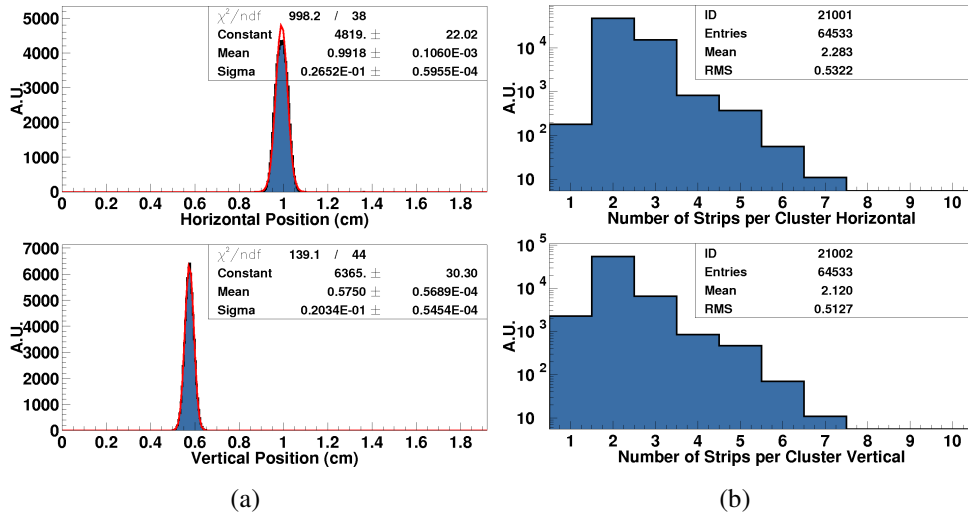 χ²/ndf 998.2 / 38
Constant 4819. ± 22.02
Mean 0.9918 ± 0.1060E-03
Sigma 0.2652E-01 ± 0.5955E-04
A.U.
5000
4000
3000
2000
1000
0
0 0.2 0.4 0.6 0.8 1 1.2 1.4 1.6 1.8
Horizontal Position (cm)
χ²/ndf 139.1 / 44
Constant 6365. ± 30.30
Mean 0.5750 ± 0.5689E-04
Sigma 0.2034E-01 ± 0.5454E-04
A.U.
7000
6000
5000
4000
3000
2000
1000
0
0 0.2 0.4 0.6 0.8 1 1.2 1.4 1.6 1.8
Vertical Position (cm)
(a)
ID 21001
Entries 64533
Mean 2.283
RMS 0.5322
A.U.
10⁴
10³
10²
10
1 2 3 4 5 6 7 8 9 10
Number of Strips per Cluster Horizontal
ID 21002
Entries 64533
Mean 2.120
RMS 0.5127
A.U.
10⁵
10⁴
10³
10²
10
1 2 3 4 5 6 7 8 9 10
Number of Strips per Cluster Vertical
(b)